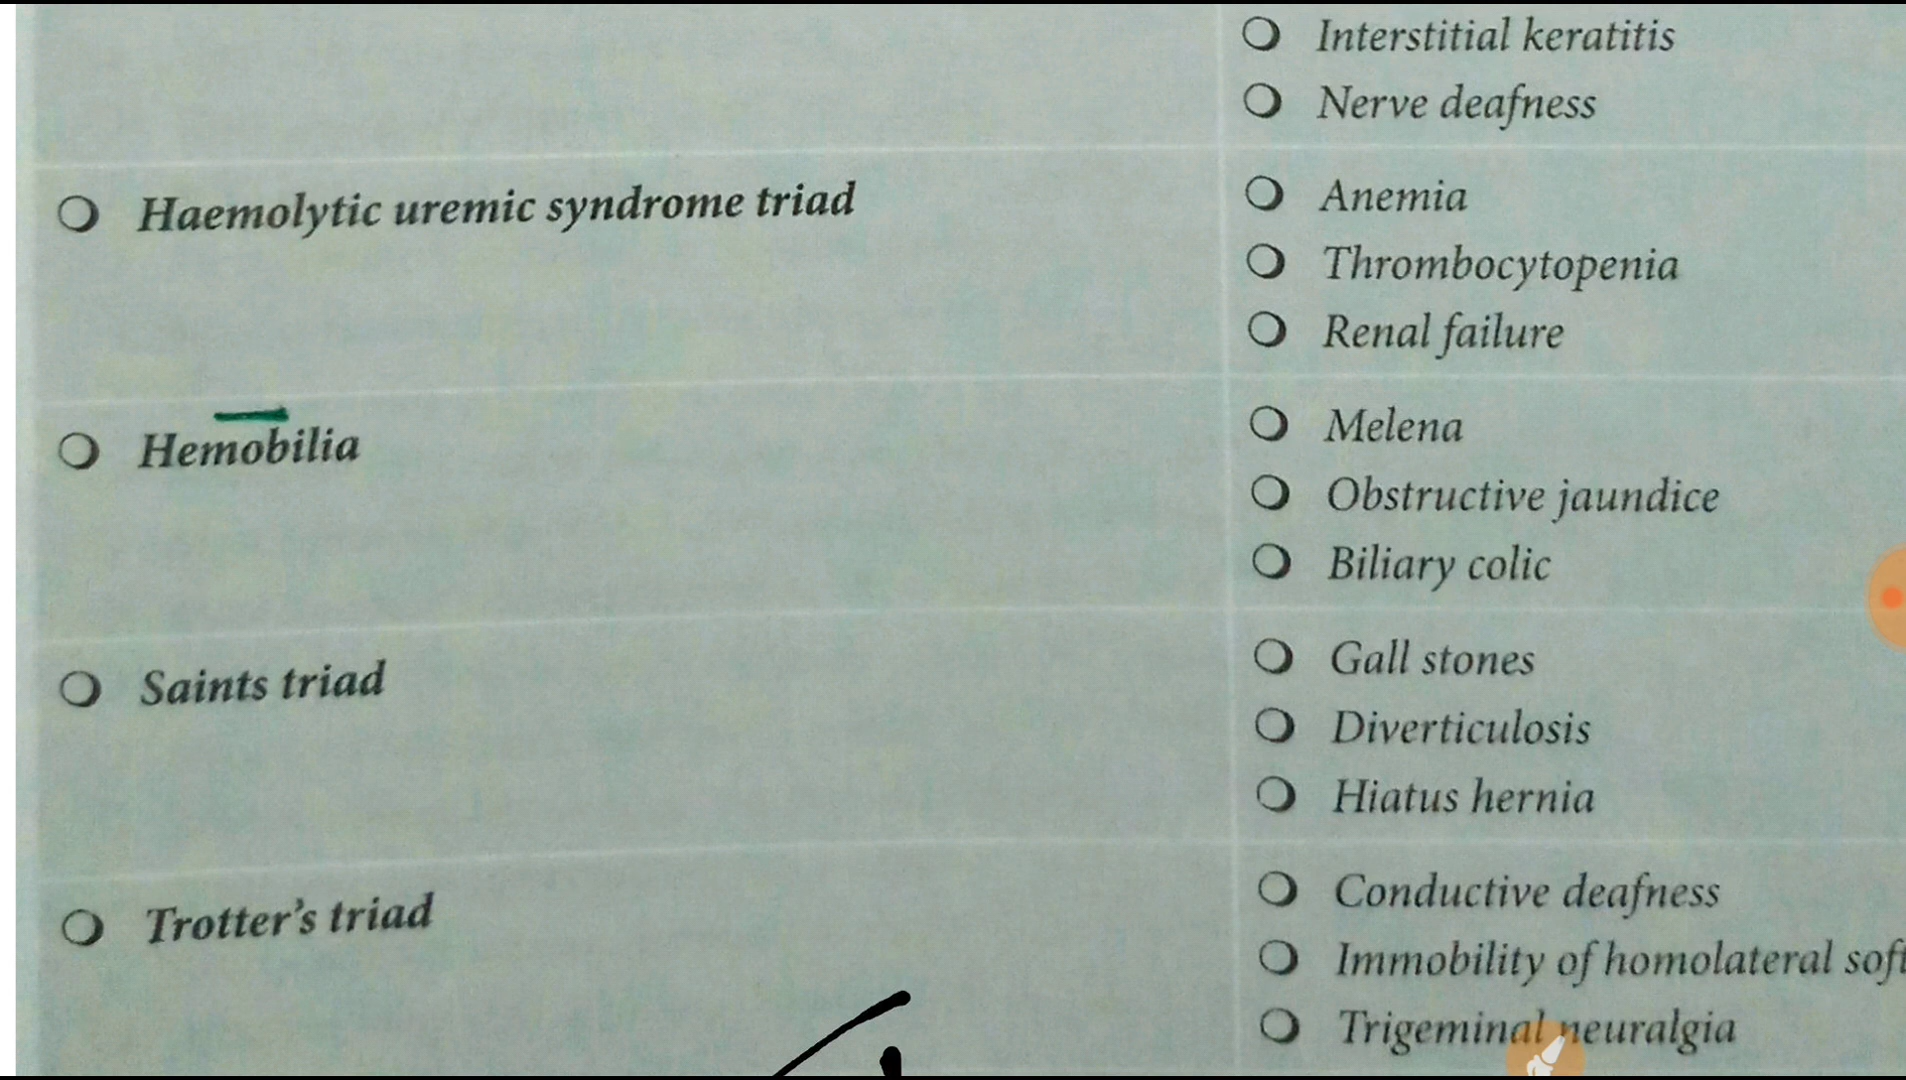 Interstitial keratitis
Nerve deafness
Haemolytic uremic syndrome triad
Anemia
Thrombocytopenia
Renal failure
Hemobilia
Melena
Obstructive jaundice
Biliary colic
Saints triad
Gall stones
Diverticulosis
Hiatus hernia
Trotter's triad
Conductive deafness
Immobility of homolateral soft
Trigeminal neuralgia